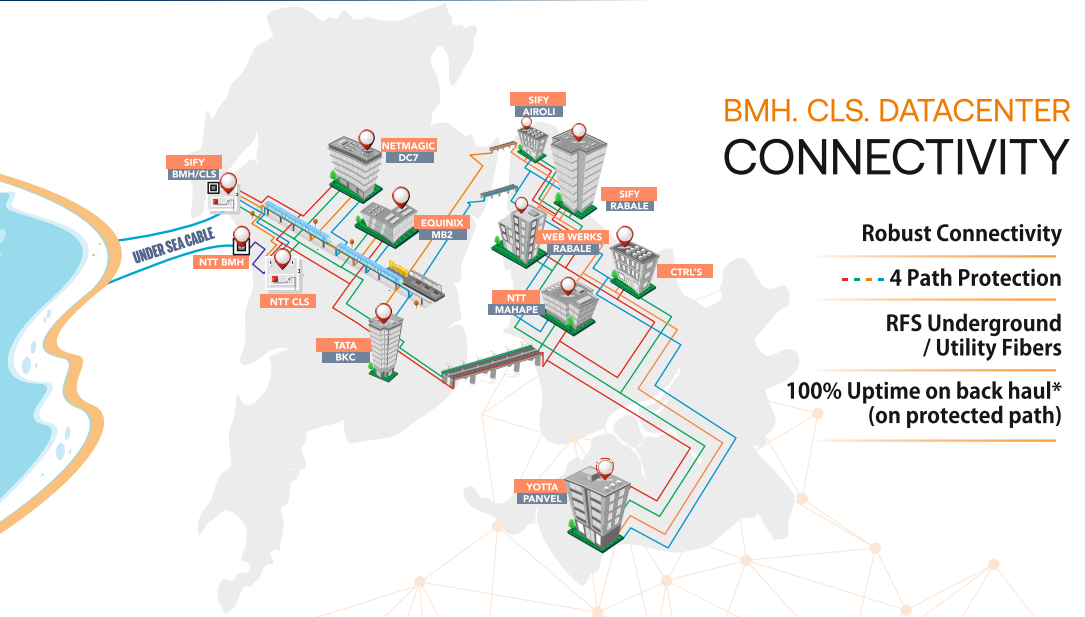 BMH. CLS. DATACENTER
CONNECTIVITY
Robust Connectivity
4 Path Protection
RFS Underground
/ Utility Fibers
100% Uptime on back haul*
(on protected path)
SIFY
AIROLI
NETMAGIC
DC7
SIFY
BMH/CLS
SIFY
RABALE
EQUINIX
MB2
WEB WERKS
RABALE
UNDER SEA CABLE
NTT BMH
CTRL'S
NTT CLS
NTT
MAHAPE
TATA
BKC
YOTTA
PANVEL